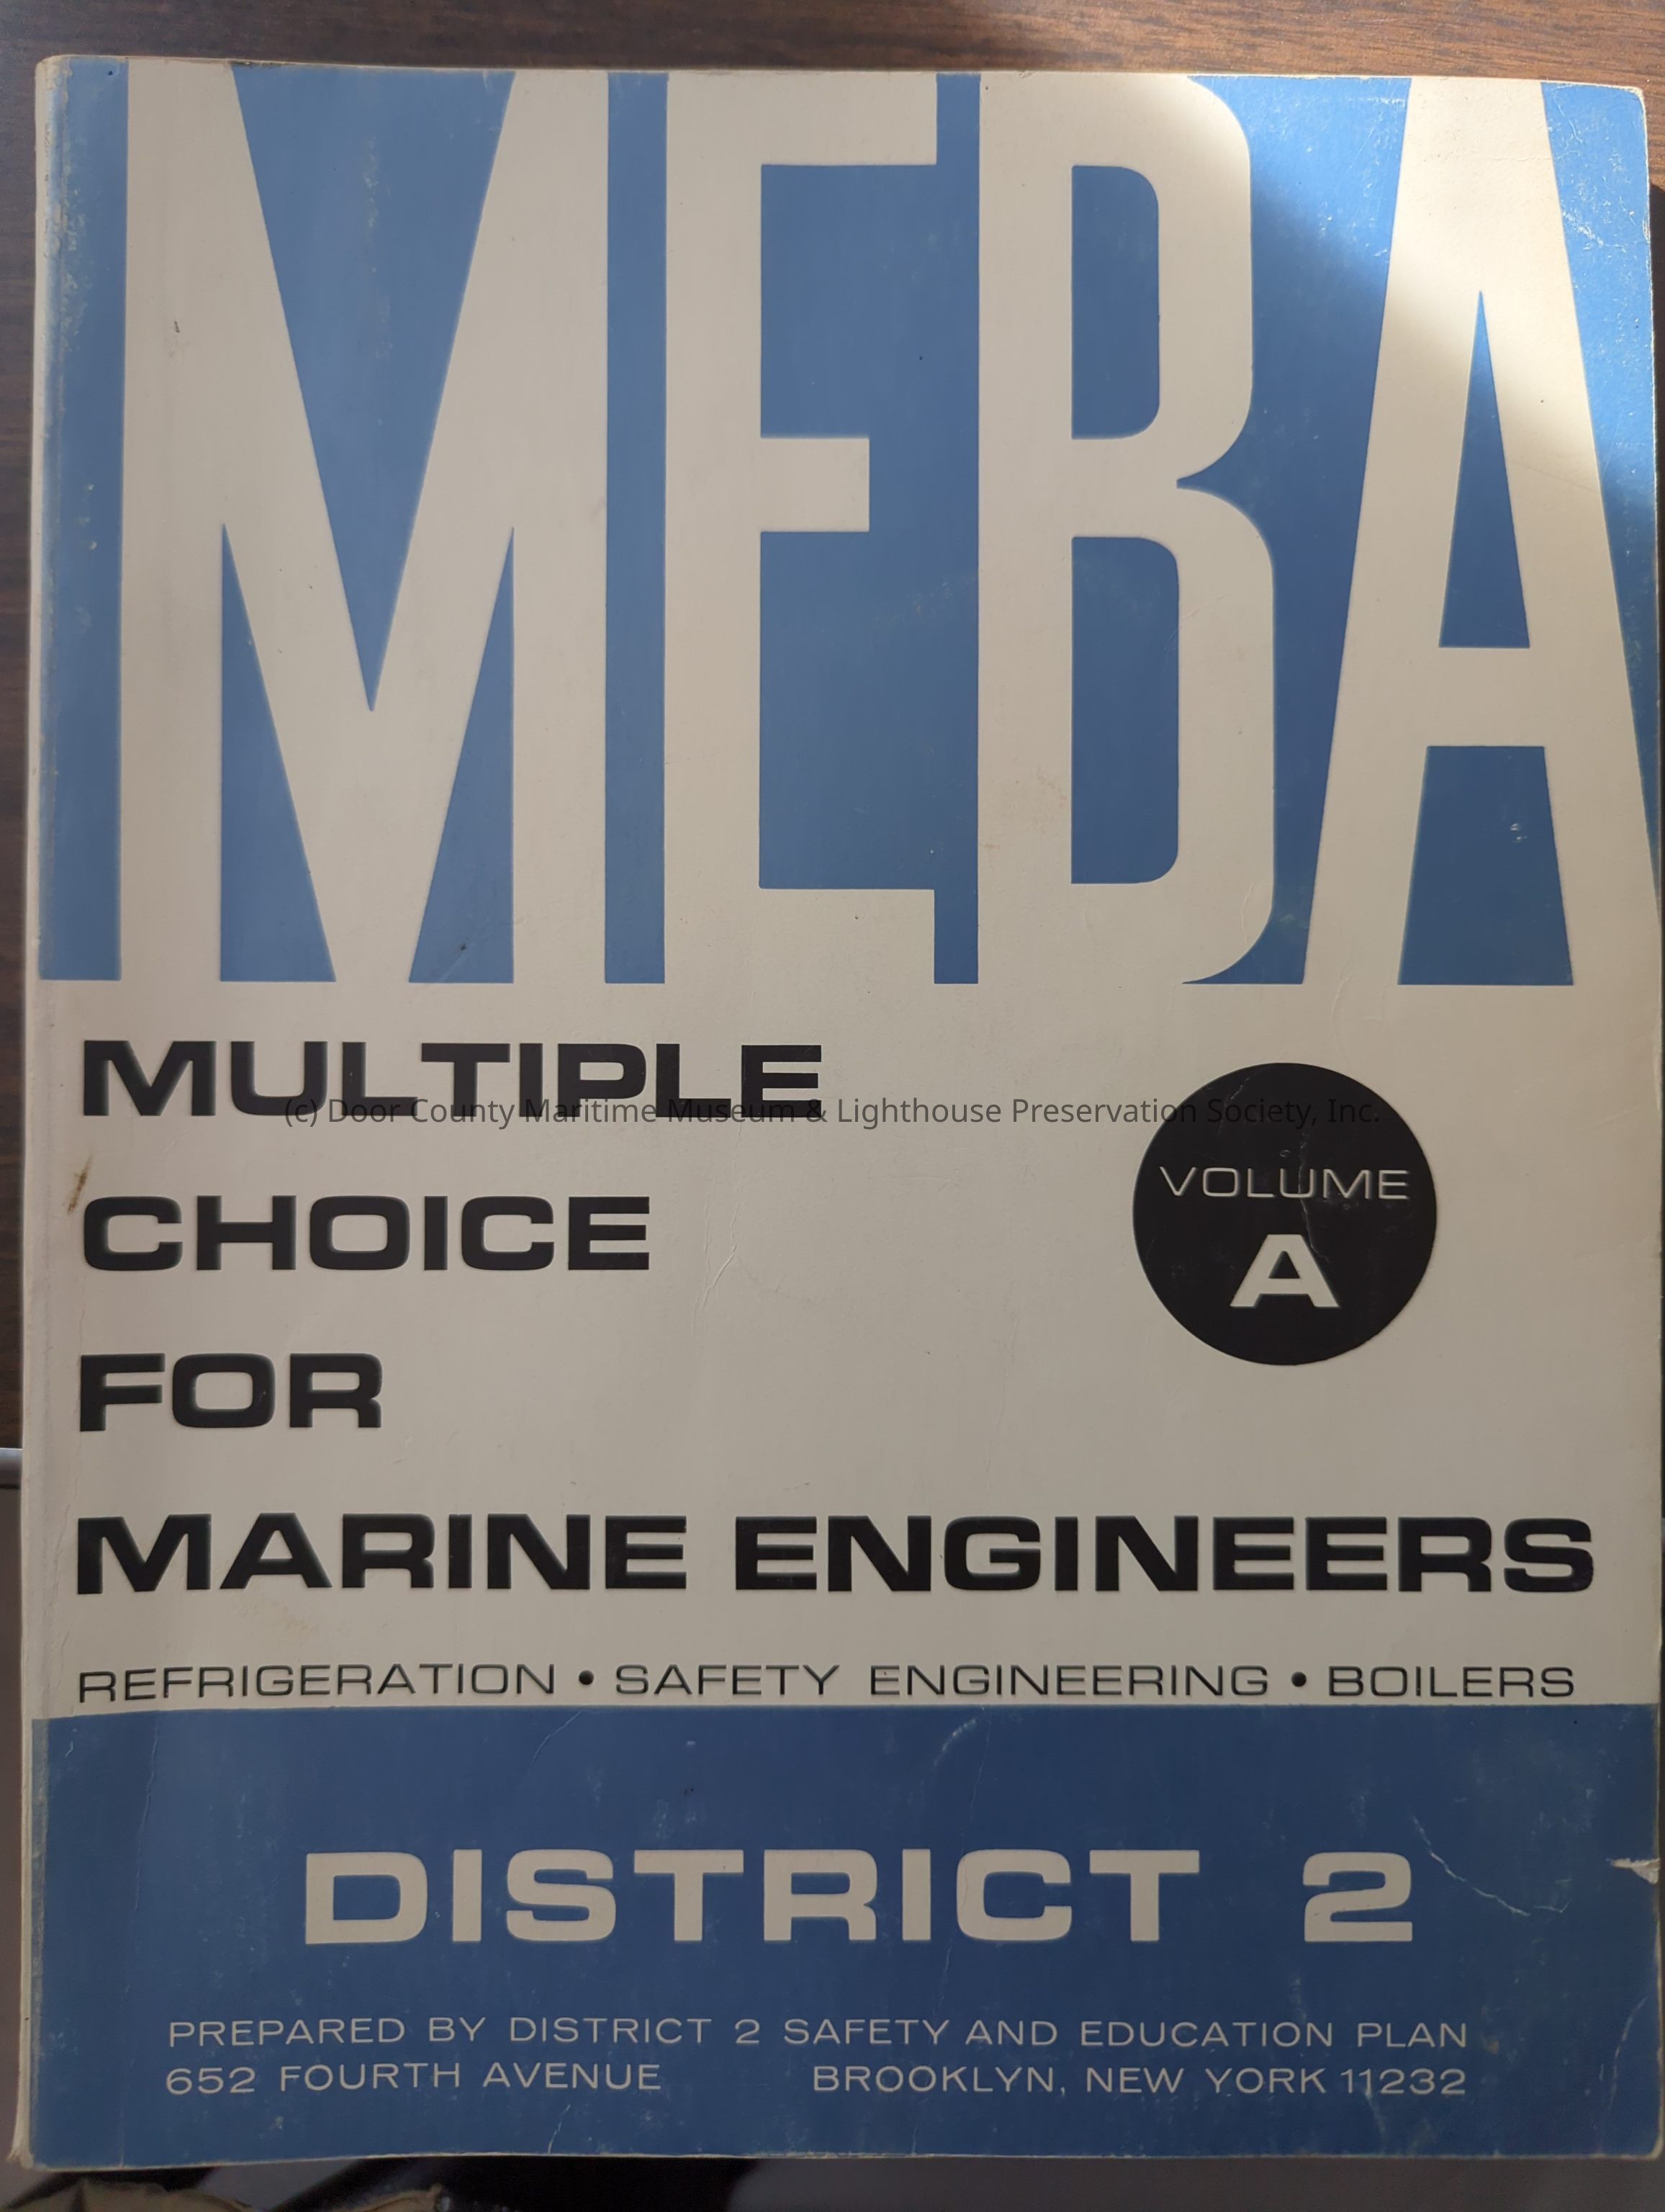 MEBA
MULTIPLE
(c) Door County Maritime Museum & Lighthouse Preservation Society, Inc.
CHOICE
FOR
VOLUME
A
MARINE ENGINEERS
REFRIGERATION • SAFETY ENGINEERING • BOILERS
DISTRICT 2
PREPARED BY DISTRICT 2 SAFETY AND EDUCATION PLAN
652 FOURTH AVENUE BROOKLYN, NEW YORK 11232